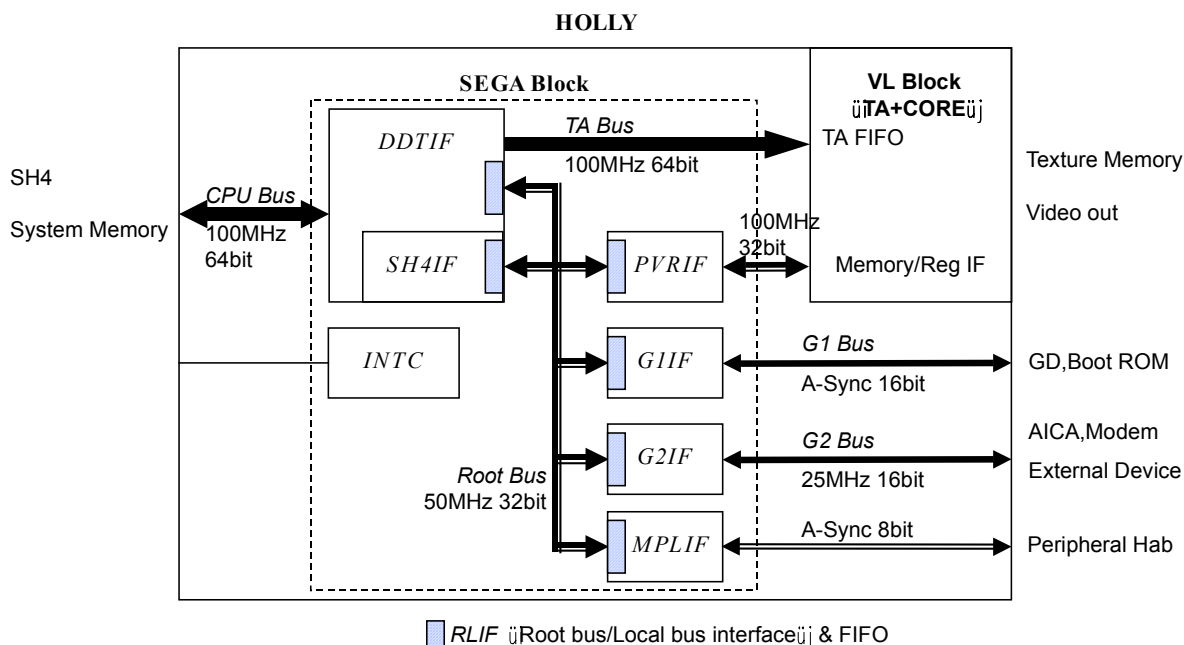 HOLLY
SEGA Block
VL Block
üiTA+COREüj
DDTIF
TA Bus
100MHz 64bit
TA FIFO
SH4
System Memory
CPU Bus
100MHz
64bit
Texture Memory
Video out
100MHz
32bit
SH4IF
PVRIF
Memory/Reg IF
INTC
G1IF
G1 Bus
A-Sync 16bit
GD,Boot ROM
G2IF
G2 Bus
25MHz 16bit
AICA,Modem
External Device
Root Bus
50MHz 32bit
MPLIF
A-Sync 8bit
Peripheral Hab
RLIF üiRoot bus/Local bus interfaceüj & FIFO